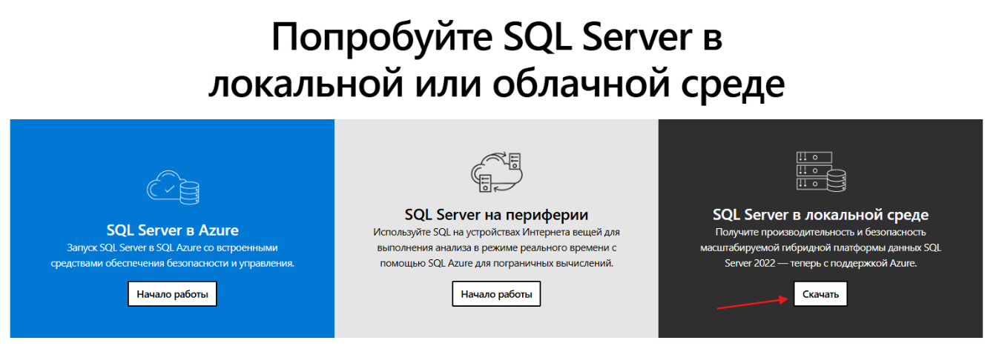 Попробуйте SQL Server в
локальной или облачной среде
SQL Server в Azure
Запуск SQL Server в SQL Azure со встроенными
средствами обеспечения безопасности и управления.
Начало работы
SQL Server на периферии
Используйте SQL на устройствах Интернета вещей для
выполнения анализа в режиме реального времени с
помощью SQL Azure для пограничных вычислений.
Начало работы
SQL Server в локальной среде
Получите производительность и безопасность
масштабируемой гибридной платформы данных SQL
Server 2022 — теперь с поддержкой Azure.
Скачать